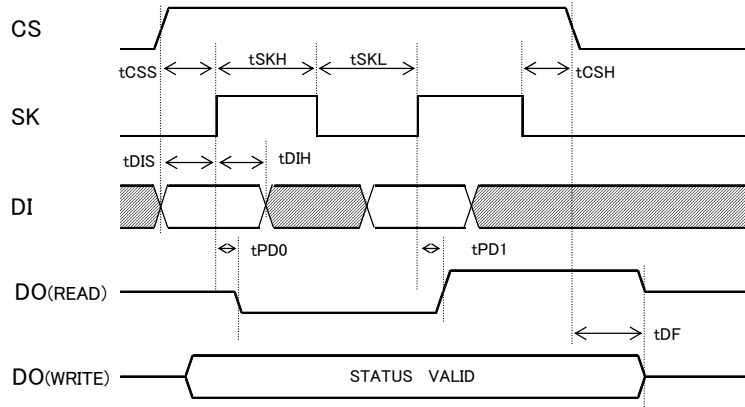 CS
tCSS
tSKH
tSKL
tCSH
SK
tDIS
tDIH
DI
tPD0
tPD1
DO(READ)
tDF
DO(WRITE)
STATUS VALID